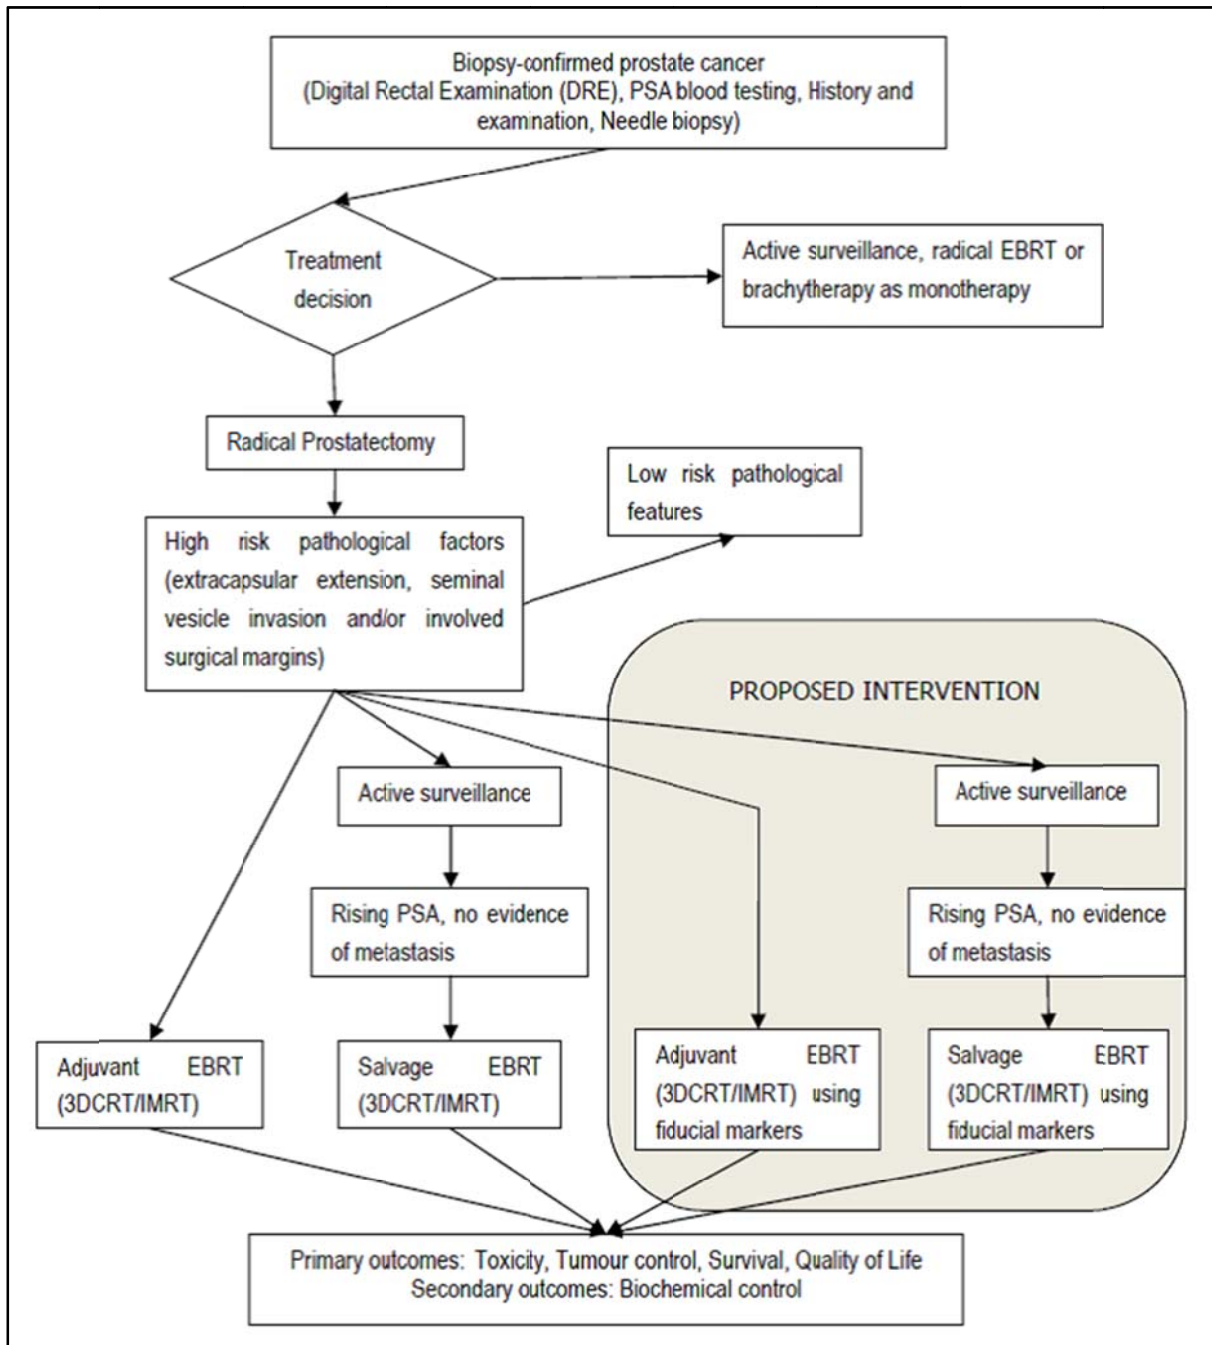 Biopsy-confirmed prostate cancer
(Digital Rectal Examination (DRE), PSA blood testing, History and
examination, Needle biopsy)
Treatment
decision
Active surveillance, radical EBRT or
brachytherapy as monotherapy
Radical Prostatectomy
Low risk pathological
features
High risk pathological factors
(extracapsular extension, seminal
vesicle invasion and/or involved
surgical margins)
PROPOSED INTERVENTION
Active surveillance
Active surveillance
Rising PSA, no evidence
of metastasis
Rising PSA, no evidence
of metastasis
Adjuvant EBRT
(3DCRT/IMRT)
Salvage EBRT
(3DCRT/IMRT)
Adjuvant EBRT
(3DCRT/IMRT) using
fiducial markers
Salvage EBRT
(3DCRT/IMRT) using
fiducial markers
Primary outcomes: Toxicity, Tumour control, Survival, Quality of Life
Secondary outcomes: Biochemical control